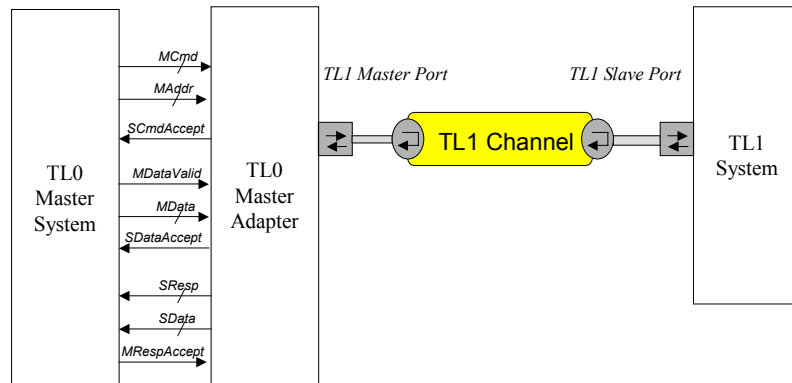 MCmd
MAddr
SCmdAccept
MDataValid
MData
SDataAccept
SResp
SData
MRespAccept
TL0
Master
System
TL0
Master
Adapter
TL1 Master Port
TL1 Channel
TL1 Slave Port
TL1
System